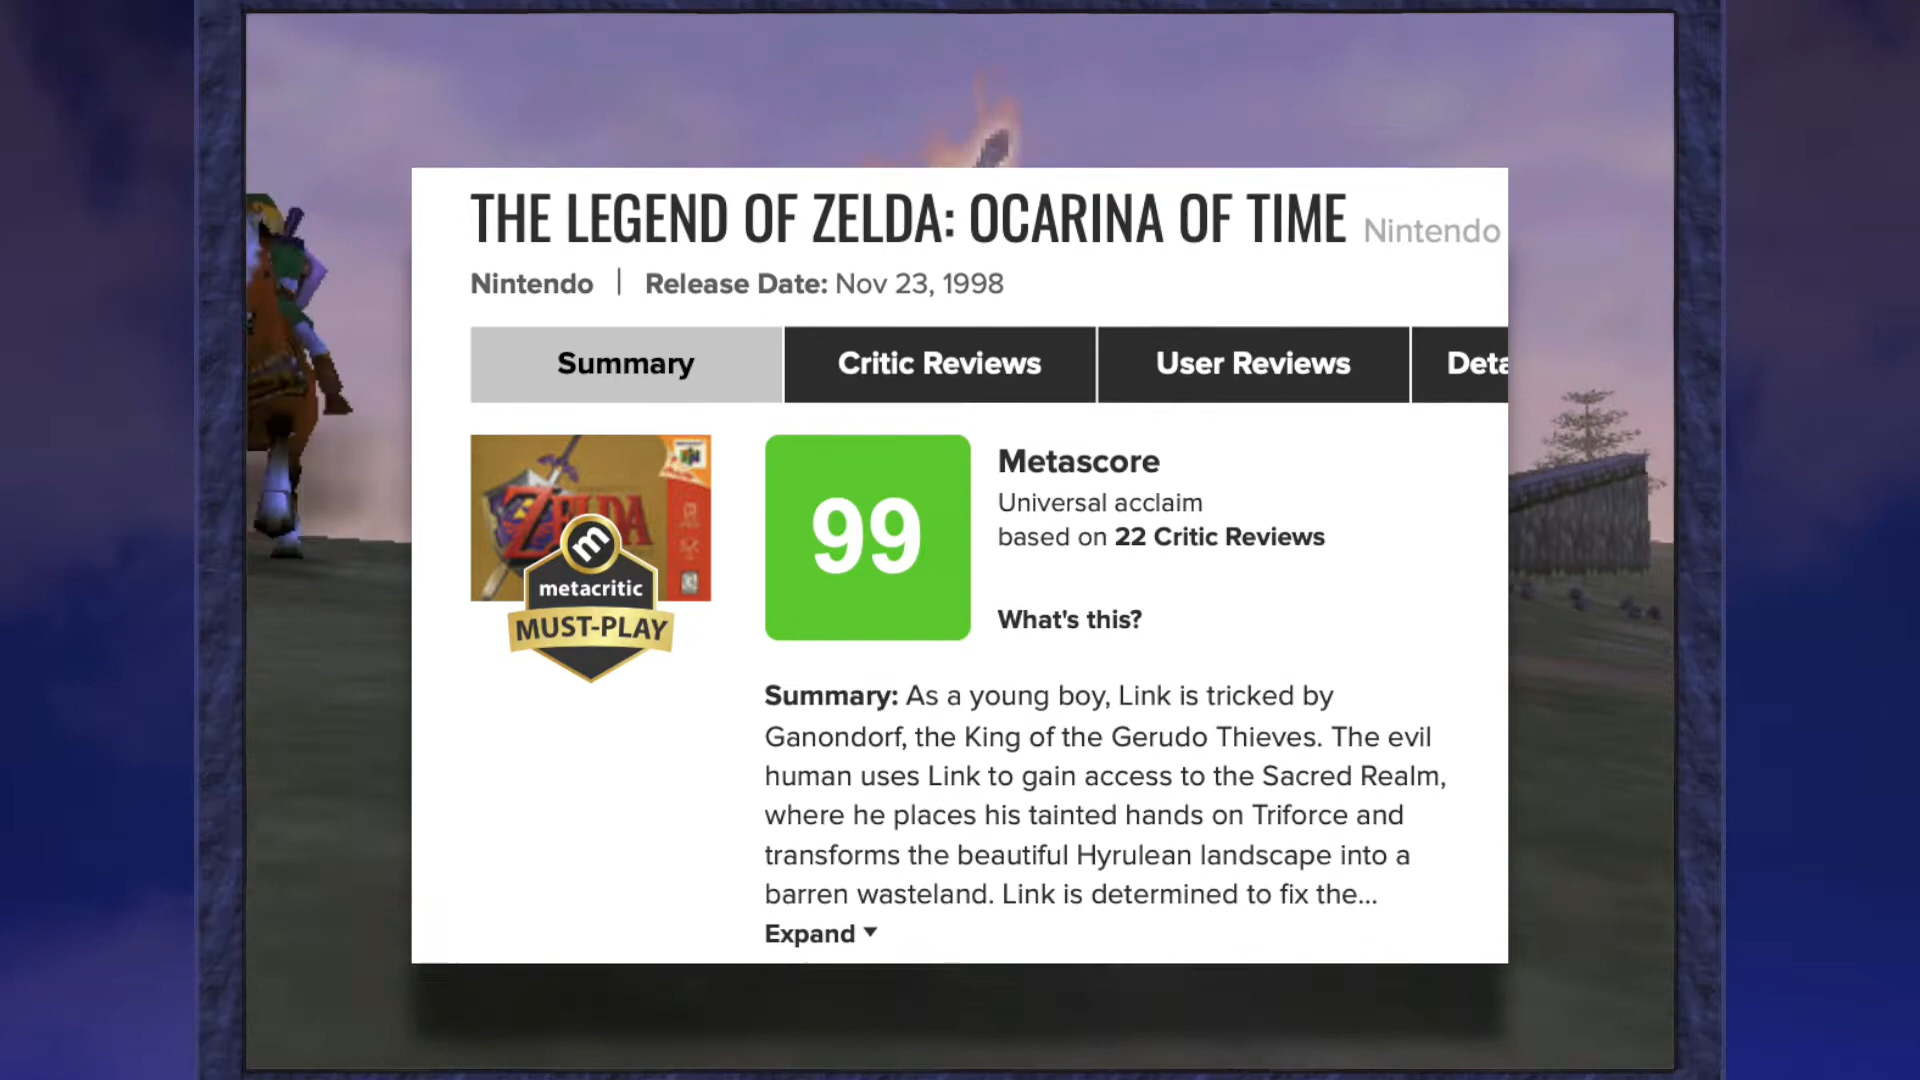 THE LEGEND OF ZELDA: OCARINA OF TIME Nintendo
Nintendo | Release Date: Nov 23, 1998
Summary Critic Reviews User Reviews Deta
ZELDA
m
metacritic
MUST-PLAY
99
Metascore
Universal acclaim
based on 22 Critic Reviews
What's this?
Summary: As a young boy, Link is tricked by
Ganondorf, the King of the Gerudo Thieves. The evil
human uses Link to gain access to the Sacred Realm,
where he places his tainted hands on Triforce and
transforms the beautiful Hyrulean landscape into a
barren wasteland. Link is determined to fix the...
Expand